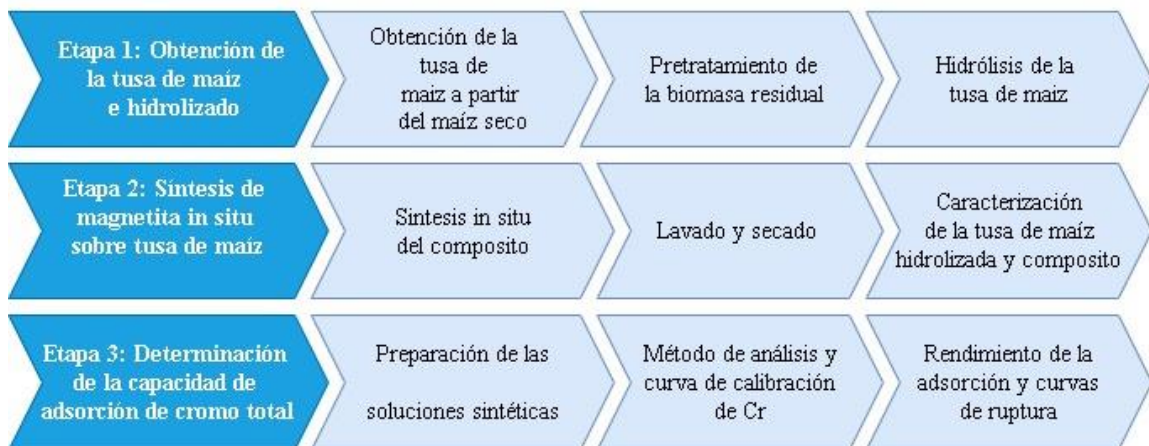 Etapa 1: Obtención de
la tusa de maíz
e hidrolizado
Obtención de la
tusa de
maiz a partir
del maíz seco
Pretratamiento de
la biomasa residual
Hidrólisis de la
tusa de maiz
Etapa 2: Síntesis de
magnetita in situ
sobre tusa de maíz
Sintesis in situ
del composito
Lavado y secado
Caracterización
de la tusa de maíz
hidrolizada y composito
Etapa 3: Determinación
de la capacidad de
adsorción de cromo total
Preparación de las
soluciones sintéticas
Método de análisis y
curva de calibración
de Cr
Rendimiento de la
adsorción y curvas
de ruptura